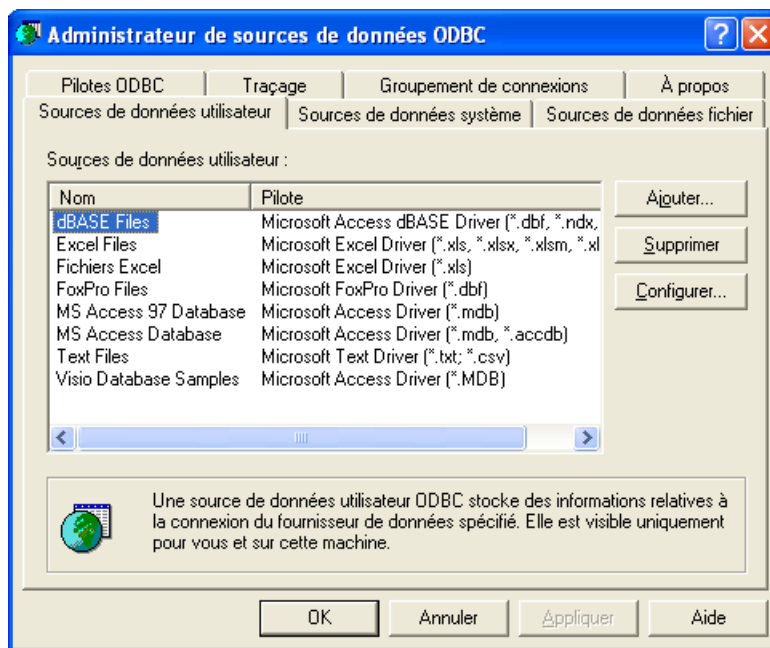 Administrateur de sources de données ODBC
Pilotes ODBC Traçage Groupement de connexions À propos
Sources de données utilisateur Sources de données système Sources de données fichier
Sources de données utilisateur :
Nom Pilote
dBASE Files Microsoft Access dBASE Driver (*.dbf, *.ndx,
Excel Files Microsoft Excel Driver (*.xls, *.xlsx, *.xlsm, *.xl
Fichiers Excel Microsoft Excel Driver (*.xls)
FoxPro Files Microsoft FoxPro Driver (*.dbf)
MS Access 97 Database Microsoft Access Driver (*.mdb)
MS Access Database Microsoft Access Driver (*.mdb, *.accdb)
Text Files Microsoft Text Driver (*.txt; *.csv)
Visio Database Samples Microsoft Access Driver (*.MDB)
Ajouter...
Supprimer
Configurer...
Une source de données utilisateur ODBC stocke des informations relatives à
la connexion du fournisseur de données spécifié. Elle est visible uniquement
pour vous et sur cette machine.
OK Annuler Appliquer Aide